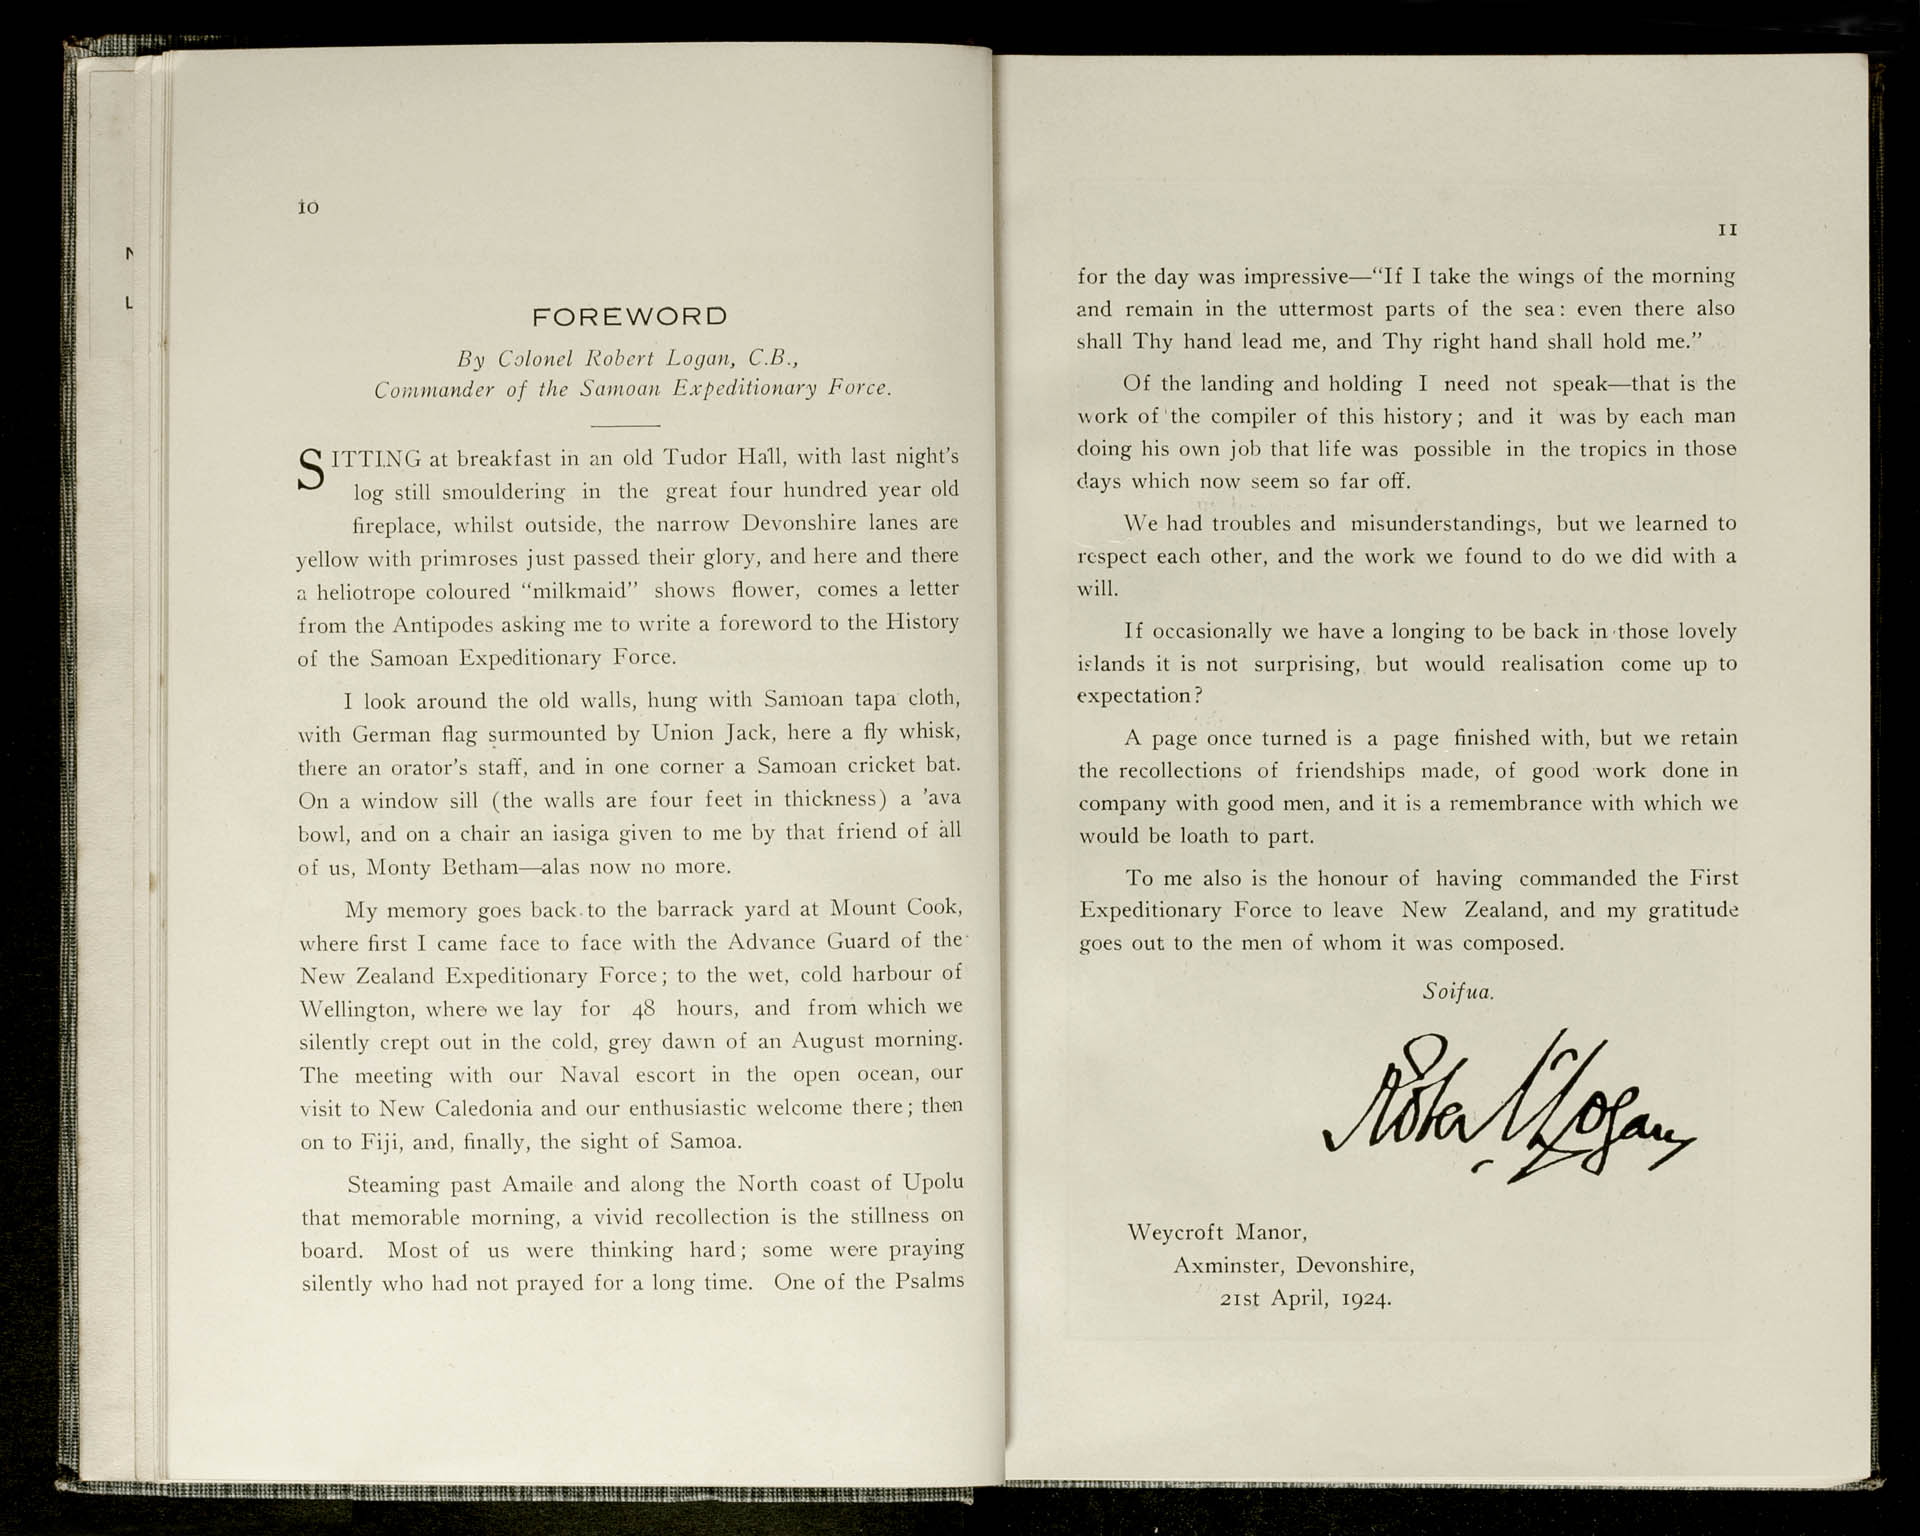 10
FOREWORD
By Colonel Robert Logan, C.B.,
Commander of the Samoan Expeditionary Force.
SITTING at breakfast in an old Tudor Hall, with last night's
log still smouldering in the great four hundred year old
fireplace, whilst outside, the narrow Devonshire lanes are
yellow with primroses just passed their glory, and here and there
a heliotrope coloured "milkmaid" shows flower, comes a letter
from the Antipodes asking me to write a foreword to the History
of the Samoan Expeditionary Force.
I look around the old walls, hung with Samoan tapa cloth,
with German flag surmounted by Union Jack, here a fly whisk,
there an orator's staff, and in one corner a Samoan cricket bat.
On a window sill (the walls are four feet in thickness) a 'ava
bowl, and on a chair an iasiga given to me by that friend of all
of us, Monty Betham—alas now no more.
My memory goes back to the barrack yard at Mount Cook,
where first I came face to face with the Advance Guard of the
New Zealand Expeditionary Force; to the wet, cold harbour of
Wellington, where we lay for 48 hours, and from which we
silently crept out in the cold, grey dawn of an August morning.
The meeting with our Naval escort in the open ocean, our
visit to New Caledonia and our enthusiastic welcome there; then
on to Fiji, and, finally, the sight of Samoa.
Steaming past Amaile and along the North coast of Upolu
that memorable morning, a vivid recollection is the stillness on
board. Most of us were thinking hard; some were praying
silently who had not prayed for a long time. One of the Psalms
11
for the day was impressive—"If I take the wings of the morning
and remain in the uttermost parts of the sea: even there also
shall Thy hand lead me, and Thy right hand shall hold me."
Of the landing and holding I need not speak—that is the
work of the compiler of this history; and it was by each man
doing his own job that life was possible in the tropics in those
days which now seem so far off.
We had troubles and misunderstandings, but we learned to
respect each other, and the work we found to do we did with a
will.
If occasionally we have a longing to be back in those lovely
islands it is not surprising, but would realisation come up to
expectation?
A page once turned is a page finished with, but we retain
the recollections of friendships made, of good work done in
company with good men, and it is a remembrance with which we
would be loath to part.
To me also is the honour of having commanded the First
Expeditionary Force to leave New Zealand, and my gratitude
goes out to the men of whom it was composed.
Soifua.
Robert Logan
Weycroft Manor,
Axminster, Devonshire,
21st April, 1924.